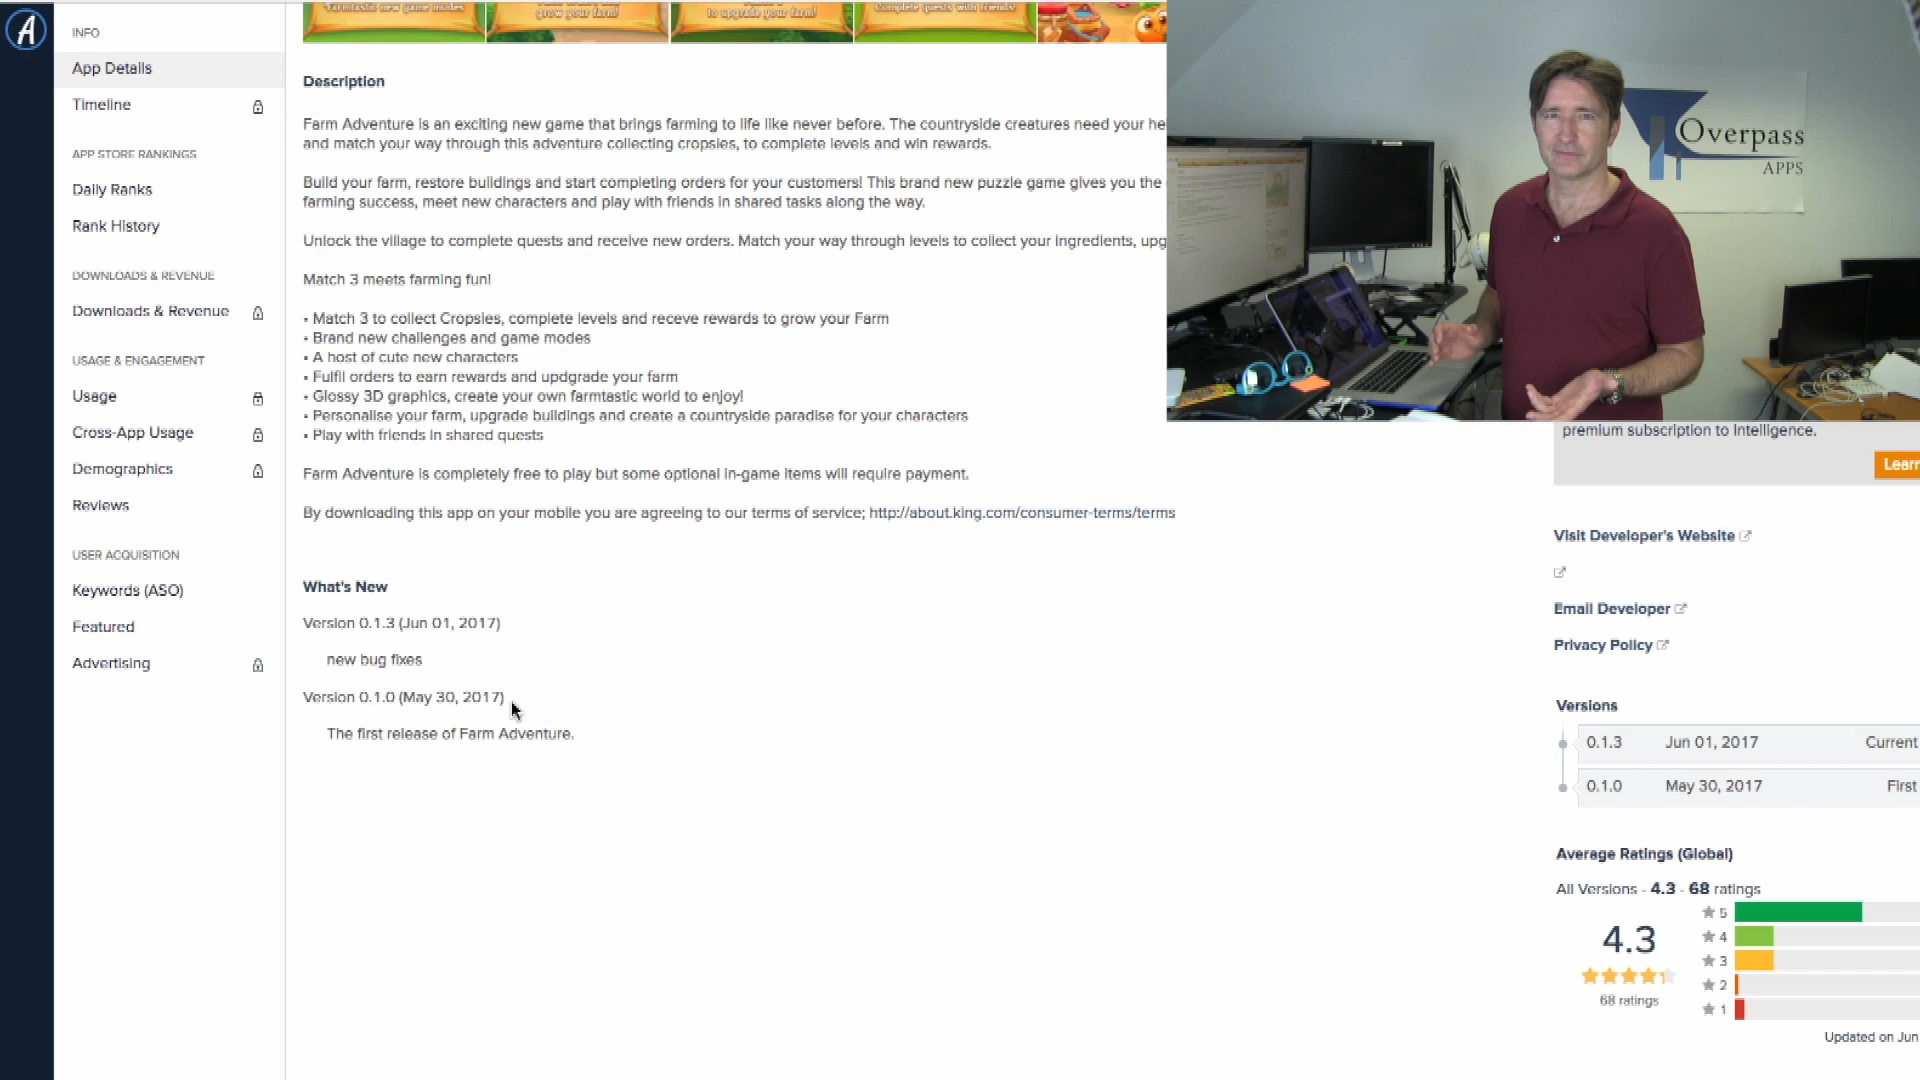 Farmtastic new game modes
grow your farm!
to upgrade your farm!
Complete quests with friends!
INFO
App Details
Timeline
APP STORE RANKINGS
Daily Ranks
Rank History
DOWNLOADS & REVENUE
Downloads & Revenue
USAGE & ENGAGEMENT
Usage
Cross-App Usage
Demographics
Reviews
USER ACQUISITION
Keywords (ASO)
Featured
Advertising
Description
Farm Adventure is an exciting new game that brings farming to life like never before. The countryside creatures need your he
and match your way through this adventure collecting cropsies, to complete levels and win rewards.
Build your farm, restore buildings and start completing orders for your customers! This brand new puzzle game gives you the
farming success, meet new characters and play with friends in shared tasks along the way.
Unlock the village to complete quests and receive new orders. Match your way through levels to collect your ingredients, upg
Match 3 meets farming fun!
• Match 3 to collect Cropsies, complete levels and receve rewards to grow your Farm
• Brand new challenges and game modes
• A host of cute new characters
• Fulfil orders to earn rewards and updgrade your farm
• Glossy 3D graphics, create your own farmtastic world to enjoy!
• Personalise your farm, upgrade buildings and create a countryside paradise for your characters
• Play with friends in shared quests
Farm Adventure is completely free to play but some optional in-game items will require payment.
By downloading this app on your mobile you are agreeing to our terms of service; http://about.king.com/consumer-terms/terms
What's New
Version 0.1.3 (Jun 01, 2017)
new bug fixes
Version 0.1.0 (May 30, 2017)
The first release of Farm Adventure.
Overpass
APPS
premium subscription to Intelligence.
Learn
Visit Developer's Website
Email Developer
Privacy Policy
Versions
0.1.3 Jun 01, 2017 Current
0.1.0 May 30, 2017 First
Average Ratings (Global)
All Versions - 4.3 - 68 ratings
4.3
68 ratings
5
4
3
2
1
Updated on Jun